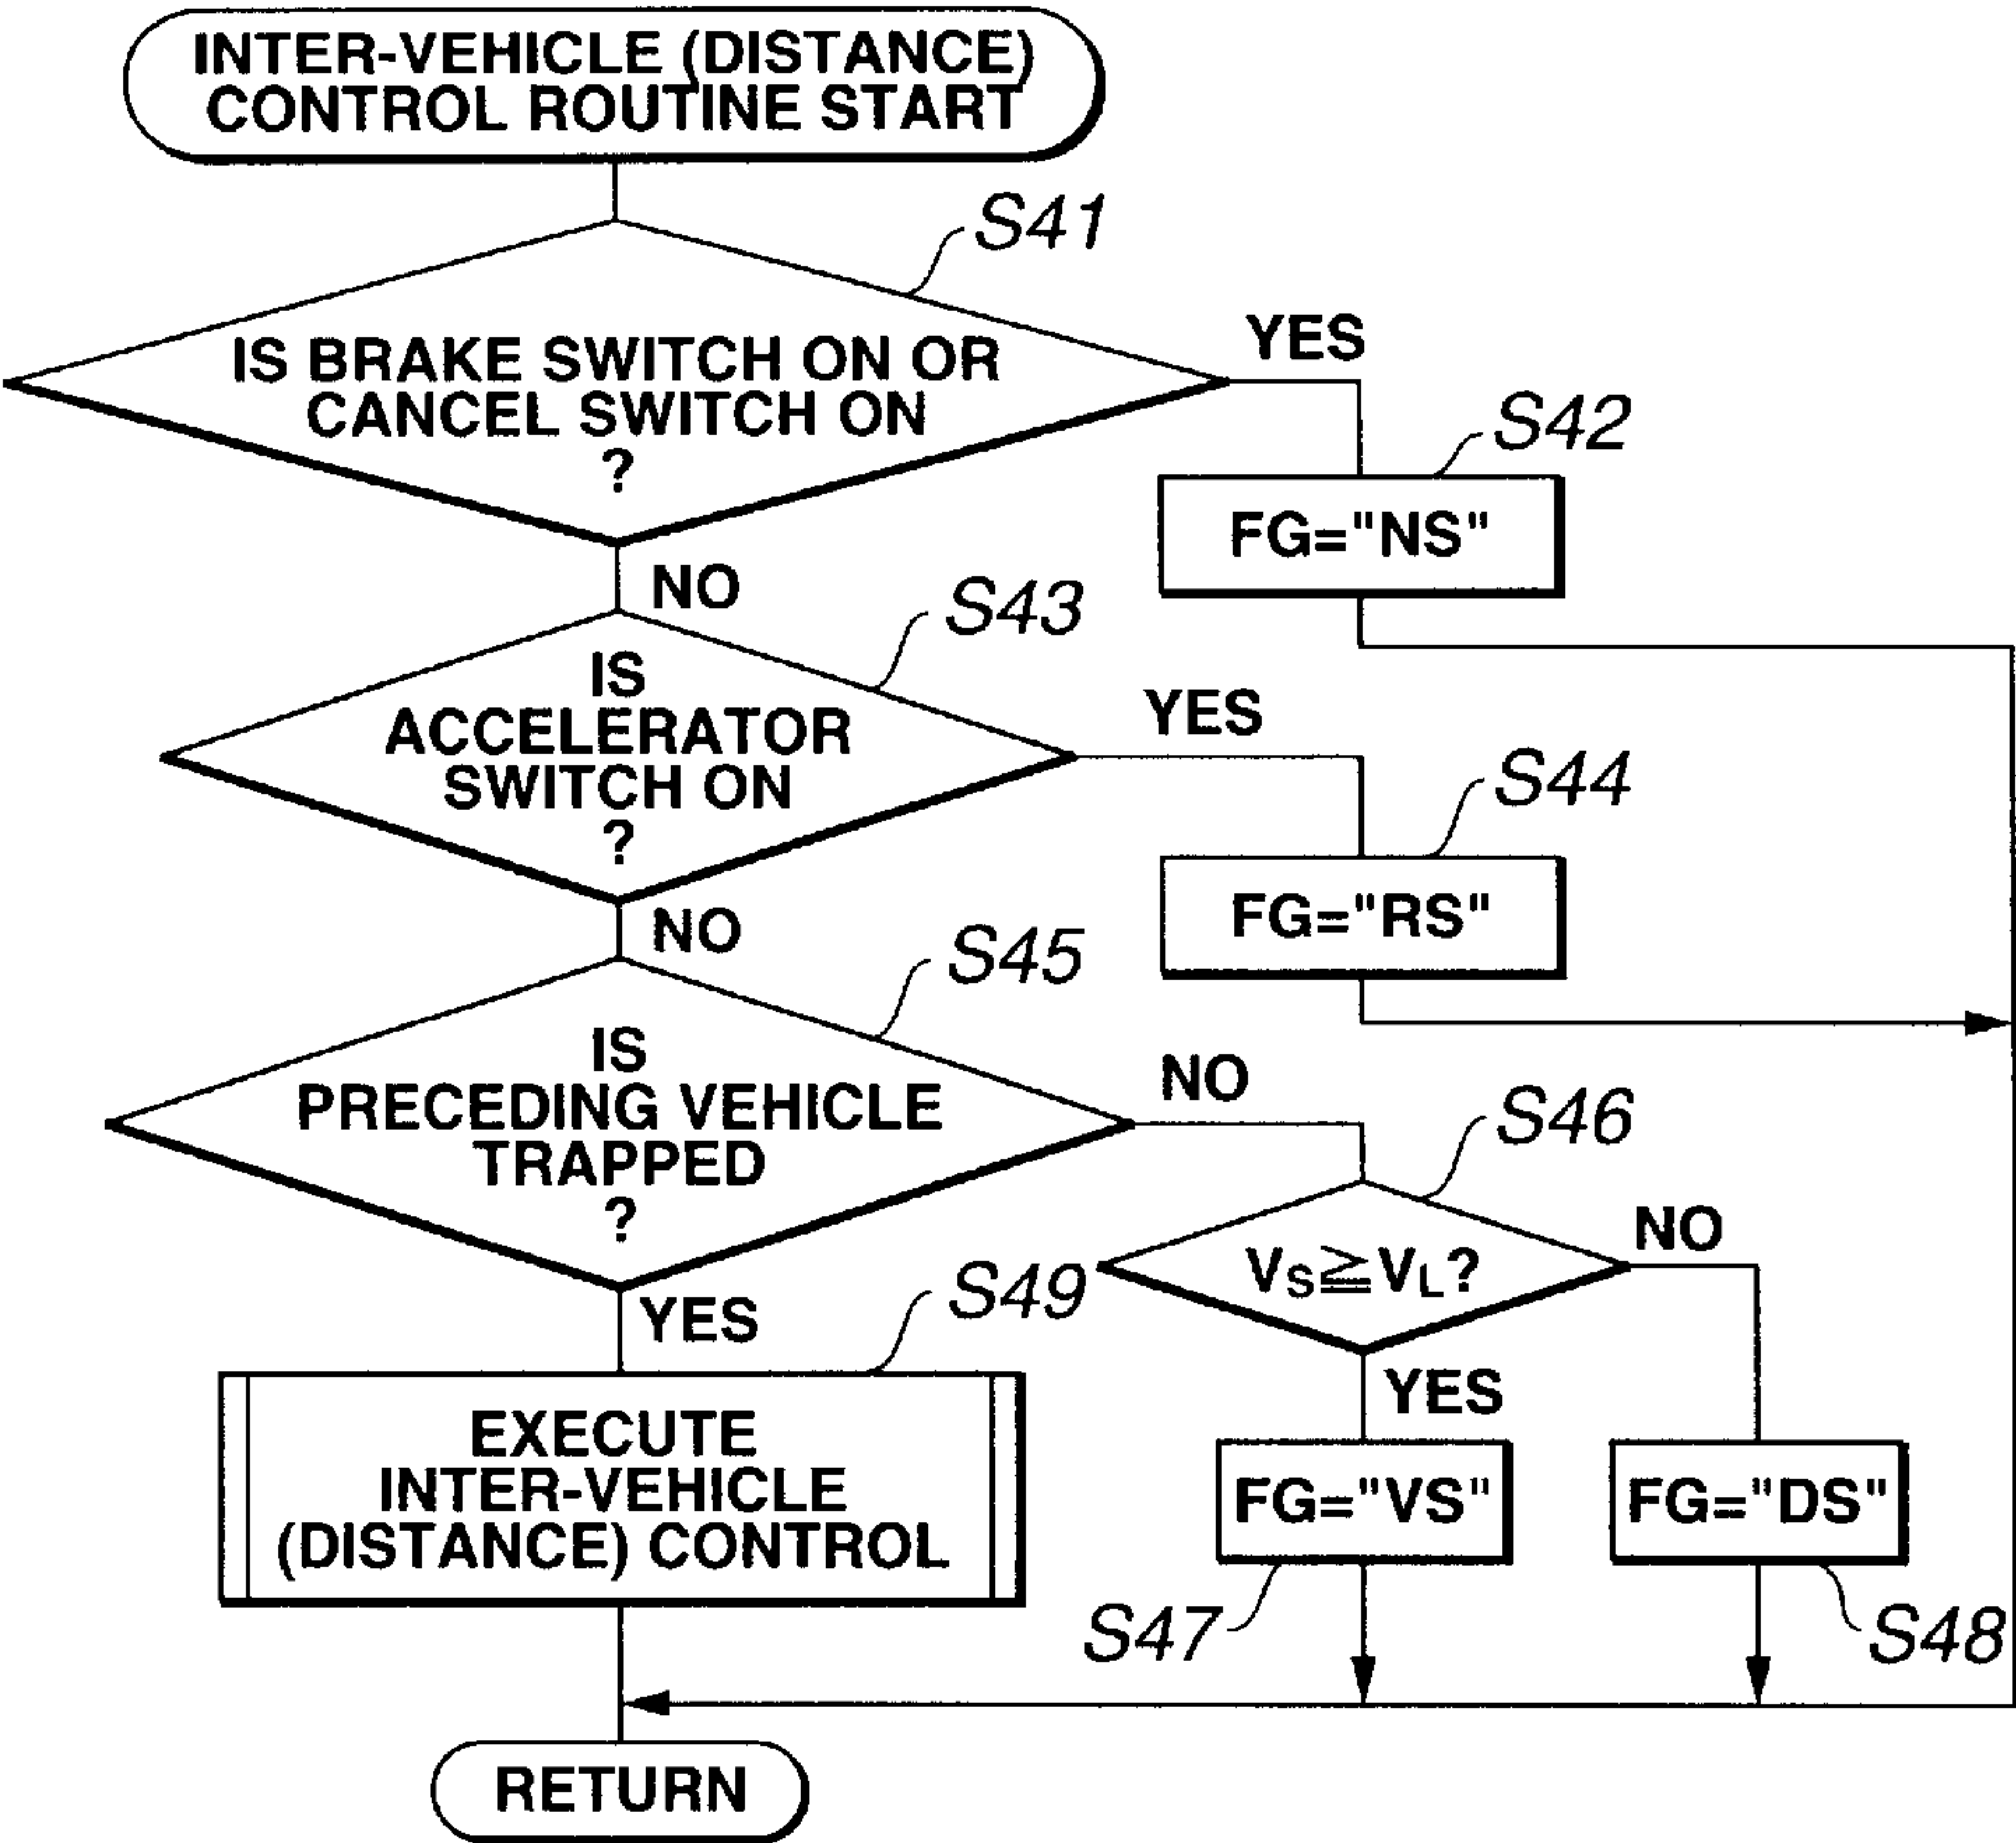 INTER-VEHICLE (DISTANCE)
CONTROL ROUTINE START
S41
IS BRAKE SWITCH ON OR
CANCEL SWITCH ON
?
YES
S42
FG="NS"
NO
S43
IS
ACCELERATOR
SWITCH ON
?
YES
S44
FG="RS"
NO
S45
IS
PRECEDING VEHICLE
TRAPPED
?
NO
S46
VS≧VL?
NO
YES
S49
YES
EXECUTE
INTER-VEHICLE
(DISTANCE) CONTROL
FG="VS"
FG="DS"
S47
S48
RETURN